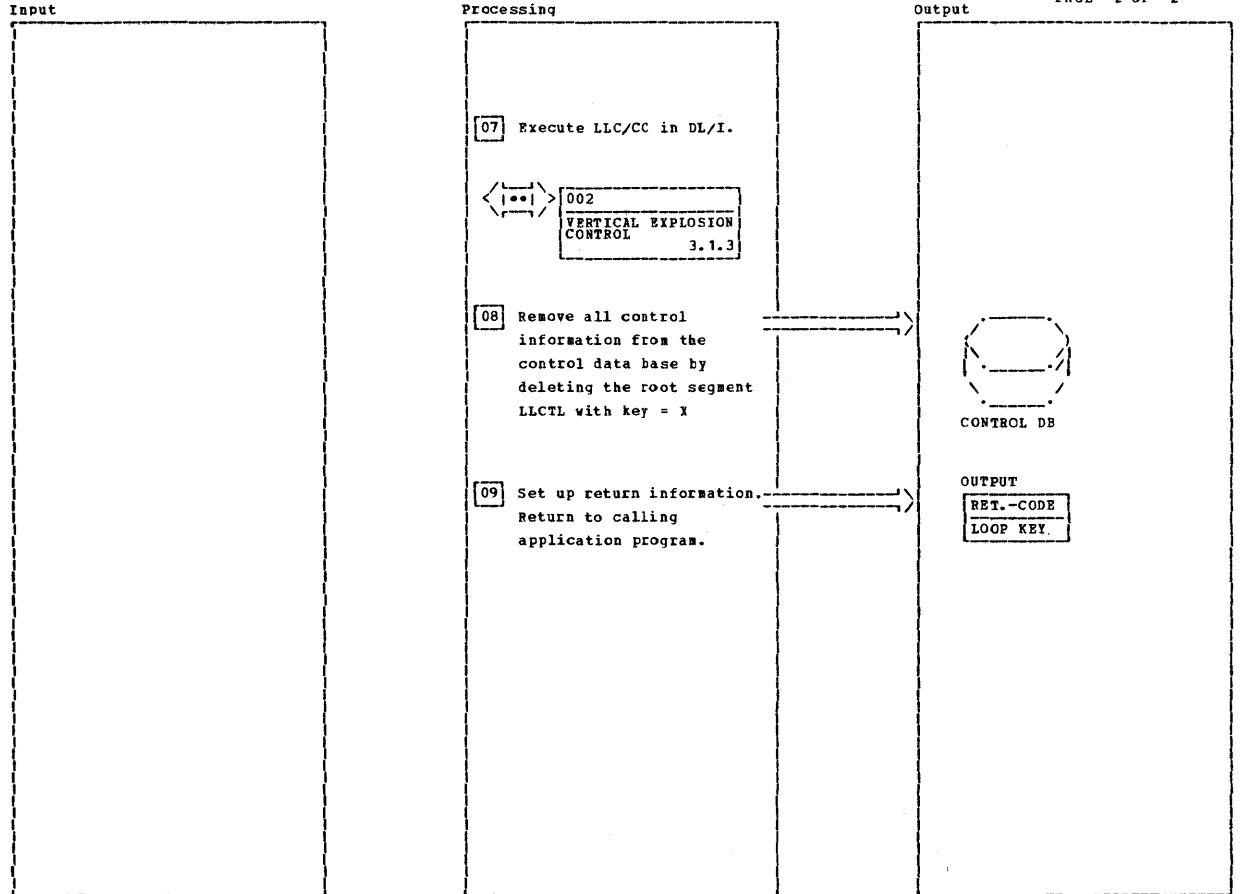 Input
Processing
Output
[07] Execute LLC/CC in DL/I.
002
VERTICAL EXPLOSION
CONTROL
3.1.3
[08] Remove all control
information from the
control data base by
deleting the root segment
LLCTL with key = X
CONTROL DB
[09] Set up return information.
Return to calling
application program.
OUTPUT
RET.-CODE
LOOP KEY